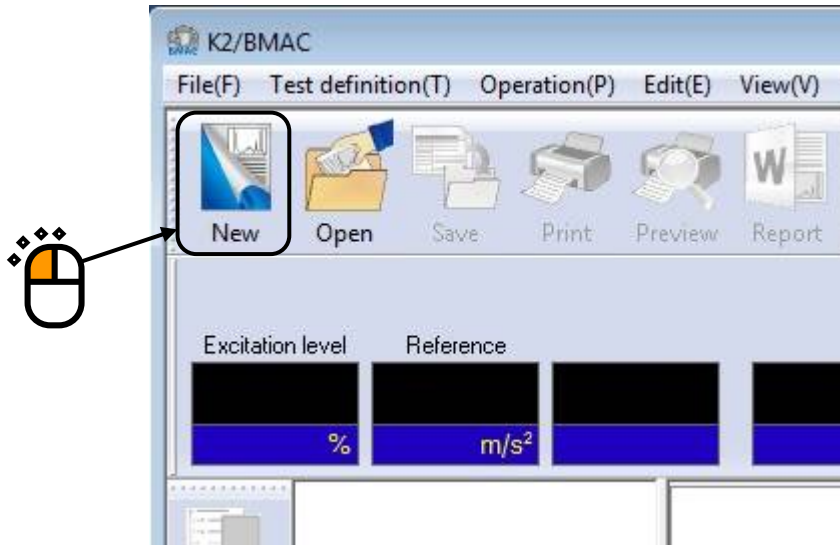 K2/BMAC
File(F) Test definition(T) Operation(P) Edit(E) View(V)
New Open Save Print Preview Report
Excitation level Reference
% m/s²